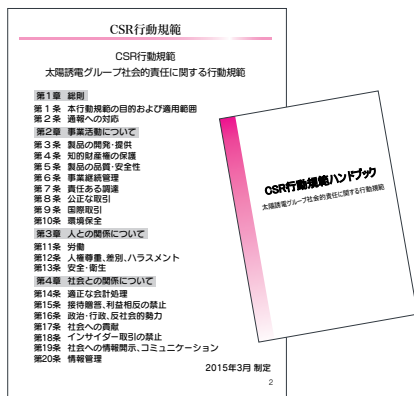 CSR行動規範
CSR行動規範
太陽誘電グループ社会的責任に関する行動規範
第1章 総則
第1条 本行動規範の目的および適用範囲
第2条 通報への対応
第2章 事業活動について
第3条 製品の開発・提供
第4条 知的財産権の保護
第5条 製品の品質・安全性
第6条 事業継続管理
第7条 責任ある調達
第8条 公正な取引
第9条 国際取引
第10条 環境保全
第3章 人との関係について
第11条 労働
第12条 人権尊重、差別、ハラスメント
第13条 安全・衛生
第4章 社会との関係について
第14条 適正な会計処理
第15条 接待贈答、利益相反の禁止
第16条 政治・行政、反社会的勢力
第17条 社会への貢献
第18条 インサイダー取引の禁止
第19条 社会への情報開示、コミュニケーション
第20条 情報管理
2015年3月 制定
2
CSR行動規範ハンドブック
太陽誘電グループ社会的責任に関する行動規範